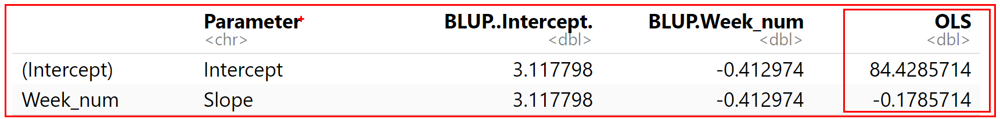 Parameter BLUP..Intercept. BLUP.Week_num OLS
<chr> <dbl> <dbl> <dbl>
(Intercept) Intercept 3.117798 -0.412974 84.4285714
Week_num Slope 3.117798 -0.412974 -0.1785714